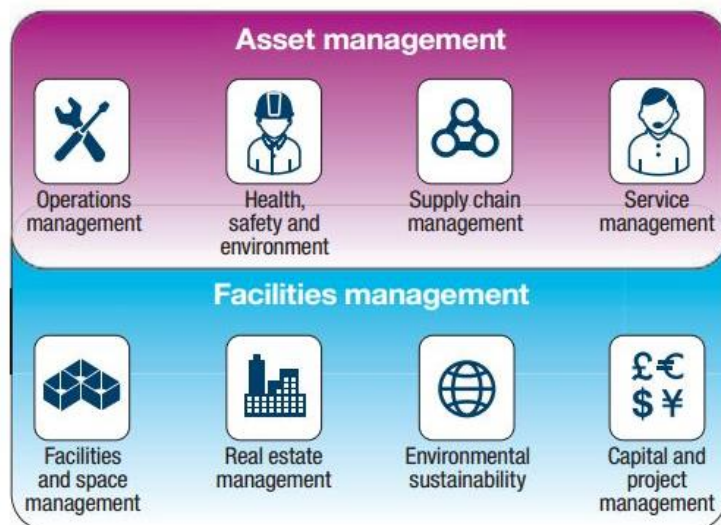 Asset management
Operations
management
Health,
safety and
environment
Supply chain
management
Service
management
Facilities management
£€
$¥
Facilities
and space
management
Real estate
management
Environmental
sustainability
Capital and
project
management